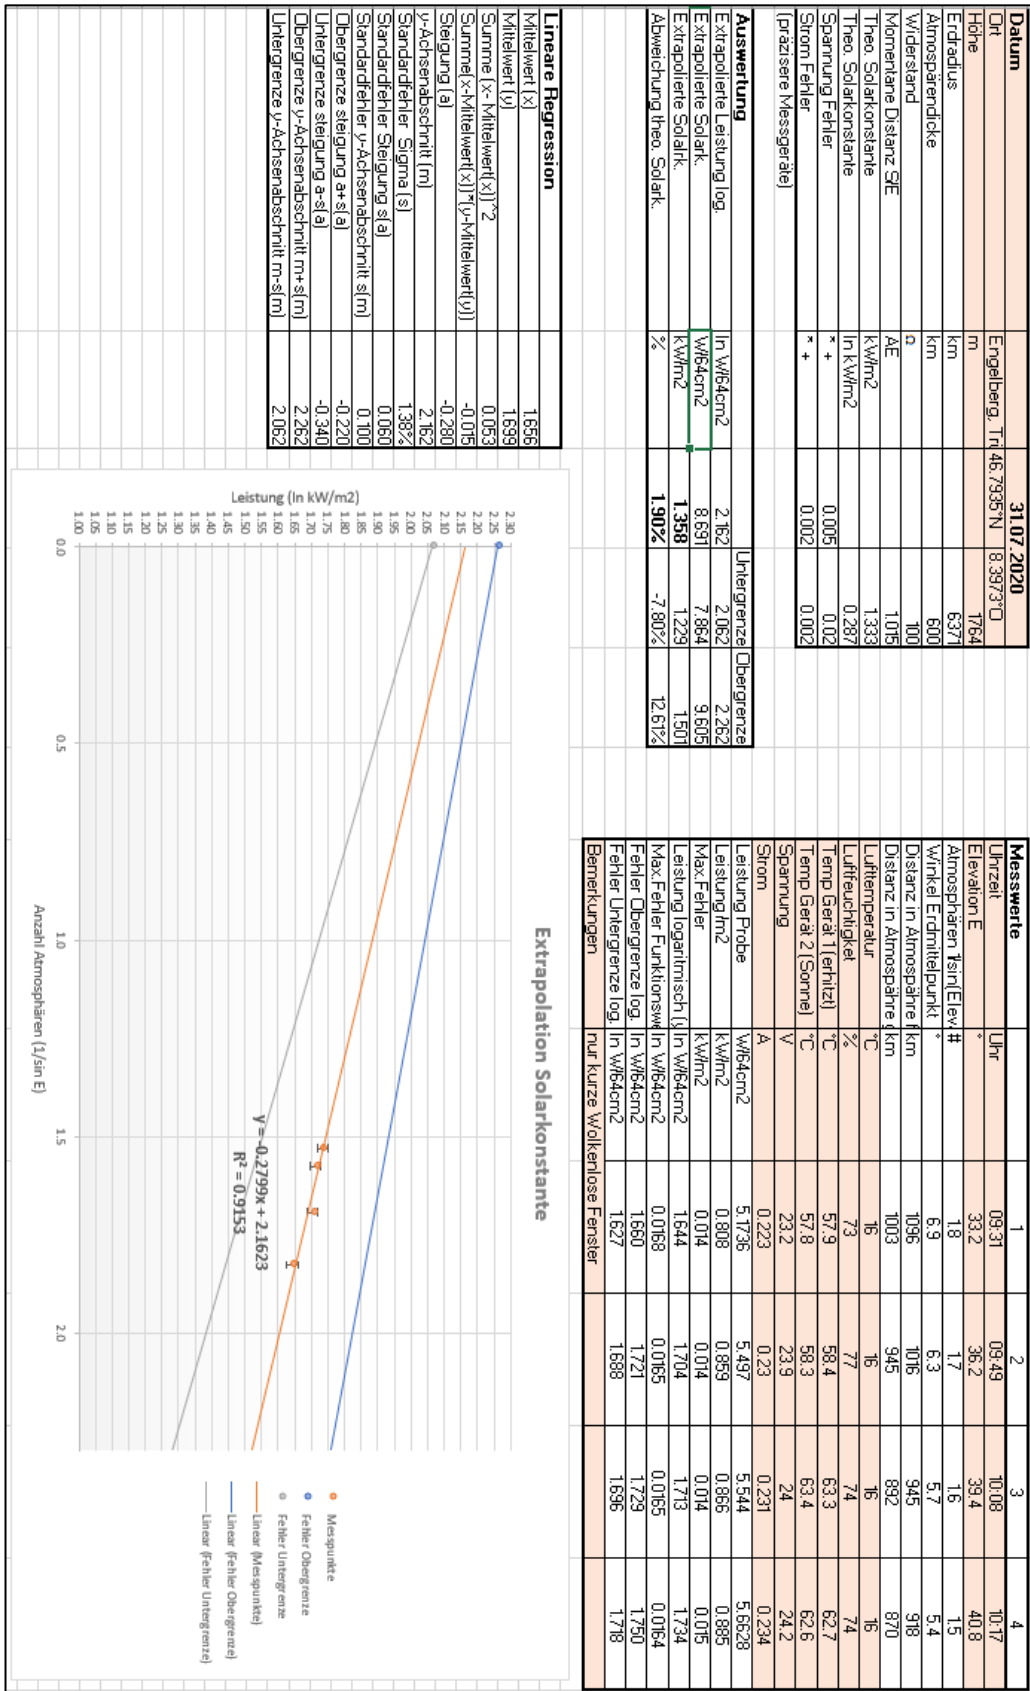 Datum 31.07.2020
Ort Engelberg, Tri 46.7935°N 8.3973°O
Höhe m 1764
Erdradius km 6371
Atmospärendicke km 600
Widerstand Ω 100
Momentane Distanz S/E AE 1.015
Theo. Solarkonstante kW/m2 1.333
Theo. Solarkonstante ln kW/m2 0.287
Spannung Fehler * + 0.005 0.02
Strom Fehler * + 0.002 0.002
(präzisere Messgeräte)
Auswertung Untergrenze Obergrenze
Extrapolierte Leistung log. ln W/64cm2 2.162 2.062 2.262
Extrapolierte Solark. W/64cm2 8.691 7.864 9.605
Extrapolierte Solalrk. kW/m2 1.358 1.229 1.501
Abweichung theo. Solark. % 1.90% -7.80% 12.61%
Lineare Regression
Mittelwert (x) 1.656
Mittelwert (y) 1.699
Summe (x- Mittelwert(x))^2 0.053
Summe(x-Mittelwert(x))*(y-Mittelwert(y)) -0.015
Steigung (a) -0.280
y-Achsenabschnitt (m) 2.162
Standardfehler Sigma (s) 1.38%
Standardfehler Steigung s(a) 0.060
Standardfehler y-Achsenabschnitt s(m) 0.100
Obergrenze steigung a+s(a) -0.220
Untergrenze steigung a-s(a) -0.340
Obergrenze y-Achsenabschnitt m+s(m) 2.262
Untergrenze y-Achsenabschnitt m-s(m) 2.062
Messwerte 1 2 3 4
Uhrzeit Uhr 09:31 09:49 10:08 10:17
Elevation E ° 33.2 36.2 39.4 40.8
Atmosphären 1/sin(Elev # 1.8 1.7 1.6 1.5
Winkel Erdmittelpunkt ° 6.9 6.3 5.7 5.4
Distanz in Atmospähre km 1096 1016 945 918
Distanz in Atmospähre km 1003 945 892 870
Lufttemperatur °C 16 16 16 16
Luftfeuchtigket % 73 77 74 74
Temp Gerät 1 (erhitzt) °C 57.9 58.4 63.3 62.7
Temp Gerät 2 (Sonne) °C 57.8 58.3 63.4 62.6
Spannung V 23.2 23.9 24 24.2
Strom A 0.223 0.23 0.231 0.234
Leistung Probe W/64cm2 5.1736 5.497 5.544 5.6628
Leistung /m2 kW/m2 0.808 0.859 0.866 0.885
Max.Fehler kW/m2 0.014 0.014 0.014 0.015
Leistung logaritmisch ( ln W/64cm2 1.644 1.704 1.713 1.734
Max.Fehler Funktionswe ln W/64cm2 0.0168 0.0165 0.0165 0.0164
Fehler Obergrenze log. ln W/64cm2 1.660 1.721 1.729 1.750
Fehler Untergrenze log. ln W/64cm2 1.627 1.688 1.696 1.718
Bemerkungen nur kurze Wolkenlose Fenster
Extrapolation Solarkonstante
Leistung (ln kW/m2)
2.30
2.25
2.20
2.15
2.10
2.05
2.00
1.95
1.90
1.85
1.80
1.75
1.70
1.65
1.60
1.55
1.50
1.45
1.40
1.35
1.30
1.25
1.20
1.15
1.10
1.05
1.00
0.0 0.5 1.0 1.5 2.0
Anzahl Atmosphären (1/sin E)
y = -0.2799x + 2.1623
R² = 0.9153
Messpunkte
Fehler Obergrenze
Fehler Untergrenze
Linear (Messpunkte)
Linear (Fehler Obergrenze)
Linear (Fehler Untergrenze)